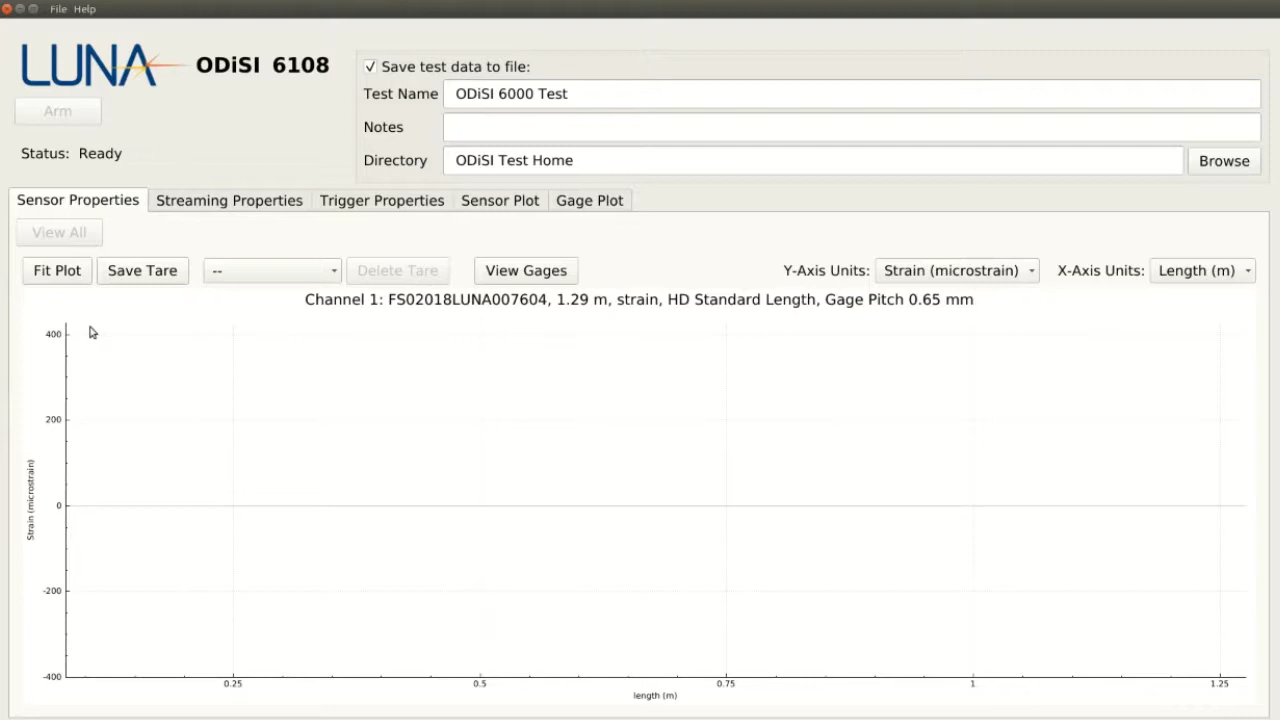 File Help
LUNA ODiSI 6108
Arm
Status: Ready
✓ Save test data to file:
Test Name ODiSI 6000 Test
Notes
Directory ODiSI Test Home Browse
Sensor Properties Streaming Properties Trigger Properties Sensor Plot Gage Plot
View All
Fit Plot Save Tare -- Delete Tare View Gages Y-Axis Units: Strain (microstrain) X-Axis Units: Length (m)
Channel 1: FS02018LUNA007604, 1.29 m, strain, HD Standard Length, Gage Pitch 0.65 mm
400
200
0
-200
-400
Strain (microstrain)
0.25 0.5 0.75 1 1.25
length (m)